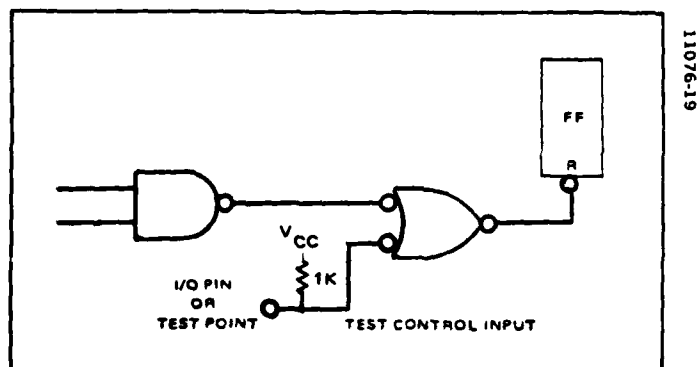 11076-19
FF
R
VCC
1K
I/O PIN
OR
TEST POINT
TEST CONTROL INPUT